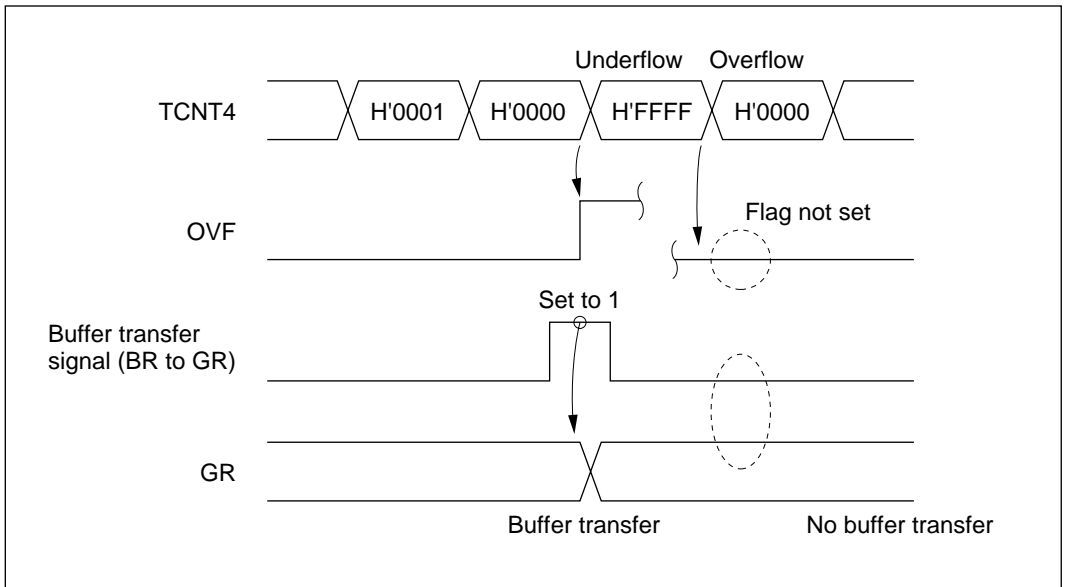 Underflow Overflow
TCNT4 H'0001 H'0000 H'FFFF H'0000
OVF
Flag not set
Set to 1
Buffer transfer
signal (BR to GR)
GR
Buffer transfer No buffer transfer